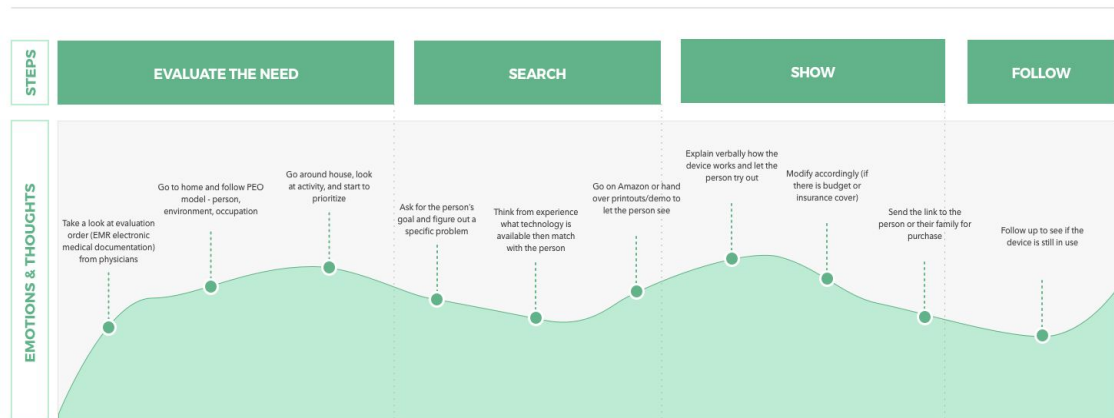 STEPS
EVALUATE THE NEED
SEARCH
SHOW
FOLLOW
EMOTIONS & THOUGHTS
Take a look at evaluation
order (EMR electronic
medical documentation)
from physicians
Go to home and follow PEO
model - person,
environment, occupation
Go around house, look
at activity, and start to
prioritize
Ask for the person's
goal and figure out a
specific problem
Think from experience
what technology is
available then match
with the person
Go on Amazon or hand
over printouts/demo to
let the person see
Explain verbally how the
device works and let the
person try out
Modify accordingly (if
there is budget or
insurance cover)
Send the link to the
person or their family for
purchase
Follow up to see if the
device is still in use